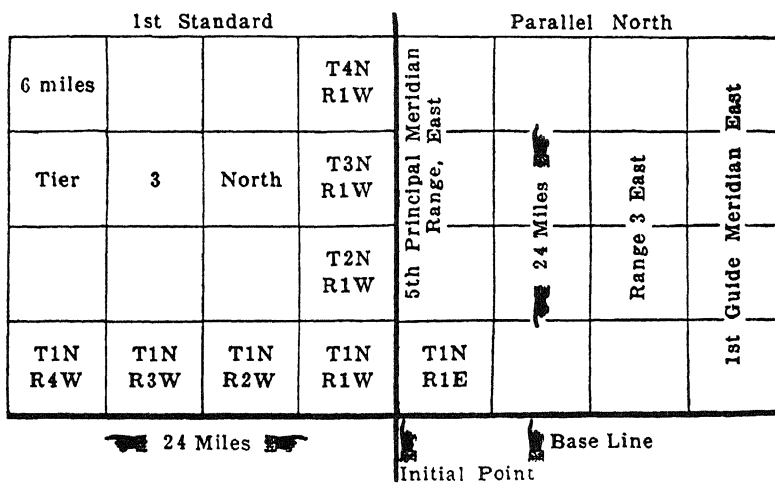 1st Standard Parallel North
6 miles
T4N
R1W
Tier 3 North
T3N
R1W
T2N
R1W
T1N
R4W
T1N
R3W
T1N
R2W
T1N
R1W
T1N
R1E
5th Principal Meridian
Range, East
24 Miles
Range 3 East
1st Guide Meridian East
24 Miles
Base Line
Initial Point